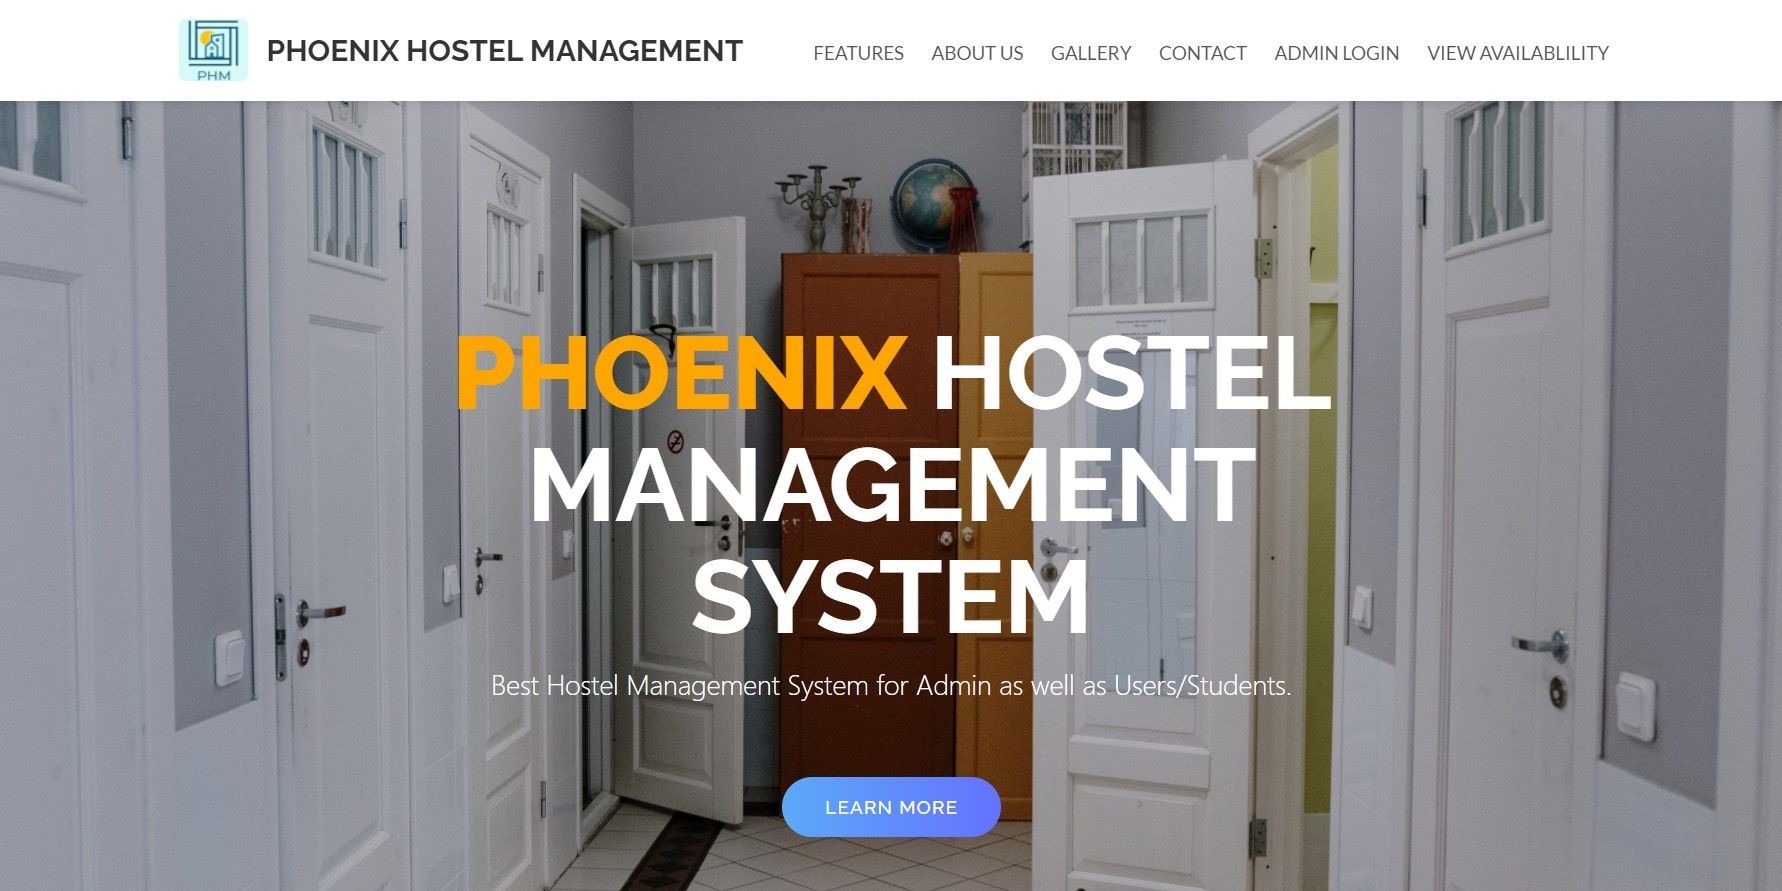 PHM
PHOENIX HOSTEL MANAGEMENT
FEATURES ABOUT US GALLERY CONTACT ADMIN LOGIN VIEW AVAILABLILITY
PHOENIX HOSTEL
MANAGEMENT
SYSTEM
Best Hostel Management System for Admin as well as Users/Students.
LEARN MORE